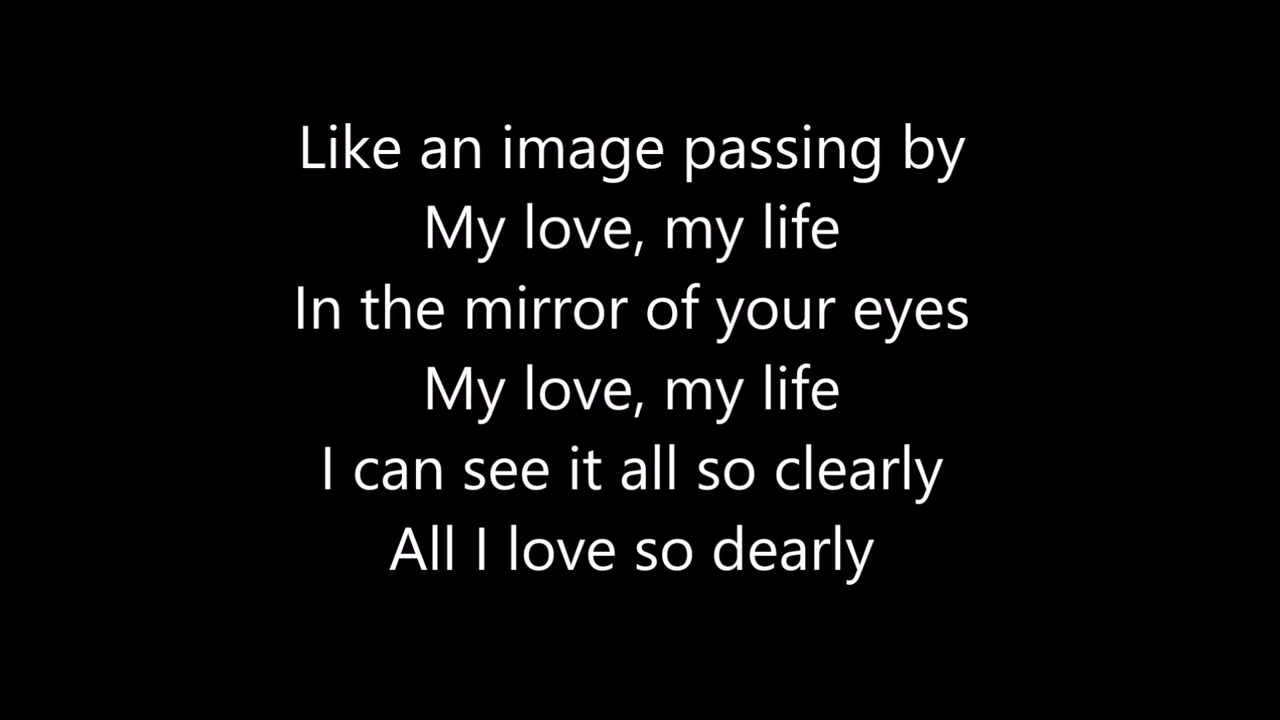 Like an image passing by
My love, my life
In the mirror of your eyes
My love, my life
I can see it all so clearly
All I love so dearly